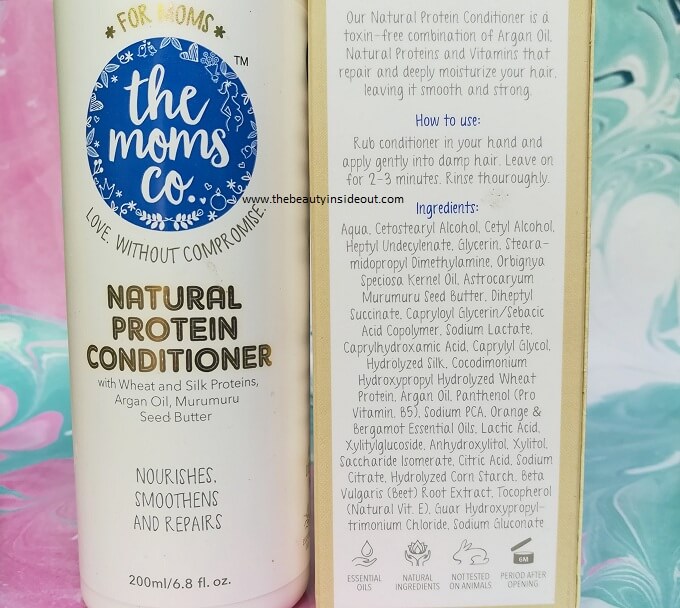 *FOR MOMS*
TM
the
moms
co.
LOVE. WITHOUT COMPROMISE.
NATURAL
PROTEIN
CONDITIONER
with Wheat and Silk Proteins,
Argan Oil, Murumuru
Seed Butter
NOURISHES,
SMOOTHENS
AND REPAIRS
200ml/6.8 fl. oz.
www.thebeautyinsideout.com
Our Natural Protein Conditioner is a
toxin-free combination of Argan Oil,
Natural Proteins and Vitamins that
repair and deeply moisturize your hair,
leaving it smooth and strong.
How to use:
Rub conditioner in your hand and
apply gently into damp hair. Leave on
for 2-3 minutes. Rinse thouroughly.
Ingredients:
Aqua, Cetostearyl Alcohol, Cetyl Alcohol,
Heptyl Undecylenate, Glycerin, Steara-
midopropyl Dimethylamine, Orbignya
Speciosa Kernel Oil, Astrocaryum
Murumuru Seed Butter, Diheptyl
Succinate, Capryloyl Glycerin/Sebacic
Acid Copolymer, Sodium Lactate,
Caprylhydroxamic Acid, Caprylyl Glycol,
Hydrolyzed Silk, Cocodimonium
Hydroxypropyl Hydrolyzed Wheat
Protein, Argan Oil, Panthenol (Pro
Vitamin, B5), Sodium PCA, Orange &
Bergamot Essential Oils, Lactic Acid,
Xylitylglucoside, Anhydroxylitol, Xylitol,
Saccharide Isomerate, Citric Acid, Sodium
Citrate, Hydrolyzed Corn Starch, Beta
Vulgaris (Beet) Root Extract, Tocopherol
(Natural Vit. E), Guar Hydroxypropyl-
trimonium Chloride, Sodium Gluconate
6M
ESSENTIAL
OILS
NATURAL
INGREDIENTS
NOT TESTED
ON ANIMALS
PERIOD AFTER
OPENING